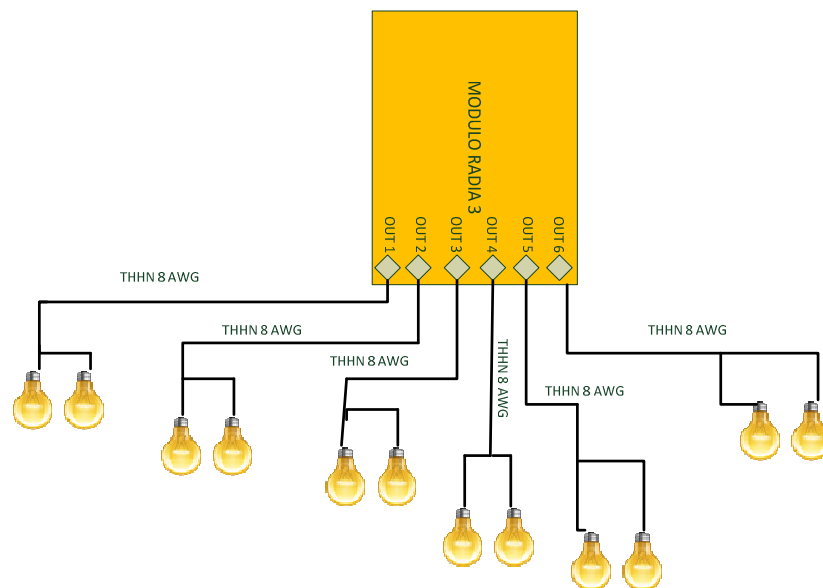 MODULO RADIA 3
OUT 1
OUT 2
OUT 3
OUT 4
OUT 5
OUT 6
THHN 8 AWG
THHN 8 AWG
THHN 8 AWG
THHN 8 AWG
THHN 8 AWG
THHN 8 AWG